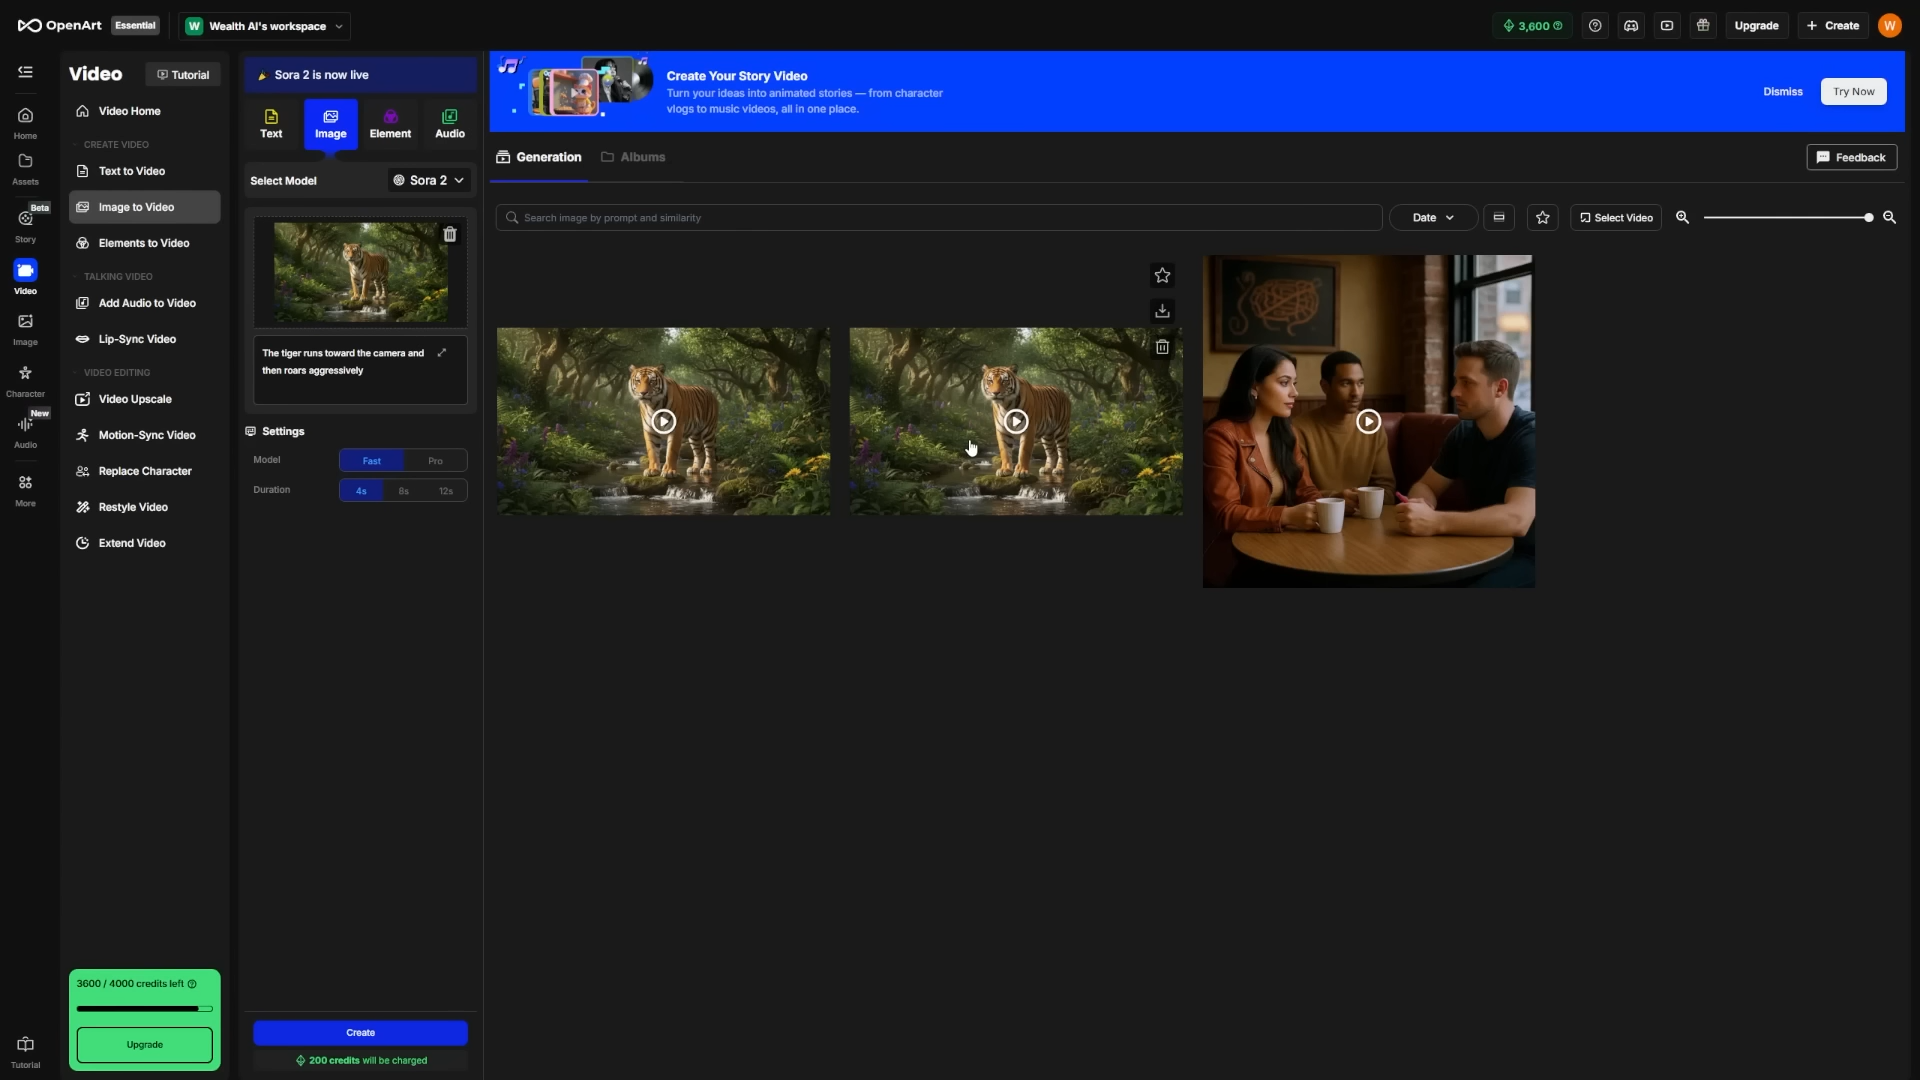 OpenArt
Essential
W
Wealth AI's workspace
3,600
Upgrade
+ Create
W
Home
Assets
Beta
Story
Video
Image
Character
New
Audio
More
Tutorial
Video
Tutorial
Video Home
CREATE VIDEO
Text to Video
Image to Video
Elements to Video
TALKING VIDEO
Add Audio to Video
Lip-Sync Video
VIDEO EDITING
Video Upscale
Motion-Sync Video
Replace Character
Restyle Video
Extend Video
3600 / 4000 credits left
Upgrade
Sora 2 is now live
Text
Image
Element
Audio
Select Model
Sora 2
The tiger runs toward the camera and
then roars aggressively
Settings
Model
Fast
Pro
Duration
4s
8s
12s
Create
200 credits will be charged
Create Your Story Video
Turn your ideas into animated stories — from character
vlogs to music videos, all in one place.
Dismiss
Try Now
Generation
Albums
Feedback
Search image by prompt and similarity
Date
Select Video